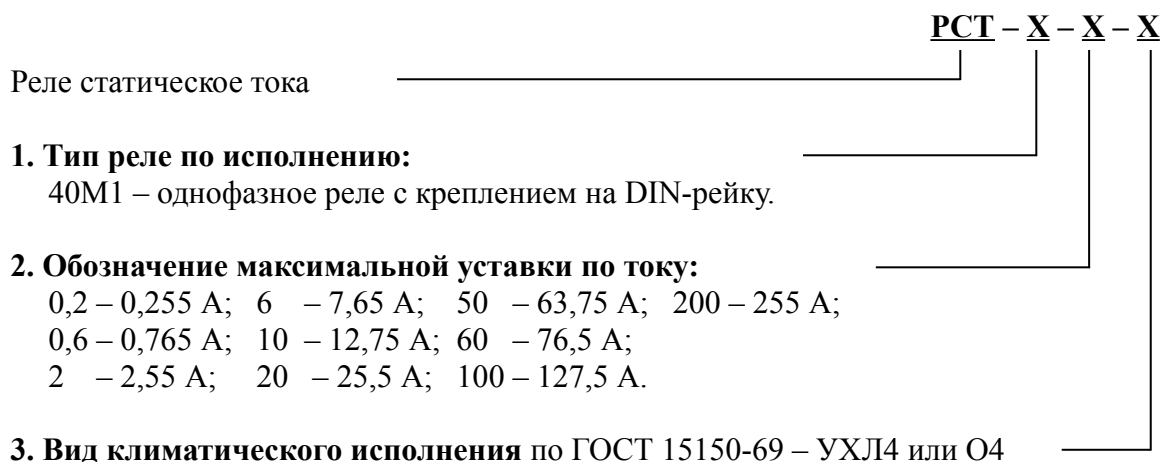 РСТ – Х – Х – Х
Реле статическое тока
1. Тип реле по исполнению:
40М1 – однофазное реле с креплением на DIN-рейку.
2. Обозначение максимальной уставки по току:
0,2 – 0,255 А; 6 – 7,65 А; 50 – 63,75 А; 200 – 255 А;
0,6 – 0,765 А; 10 – 12,75 А; 60 – 76,5 А;
2 – 2,55 А; 20 – 25,5 А; 100 – 127,5 А.
3. Вид климатического исполнения по ГОСТ 15150-69 – УХЛ4 или О4